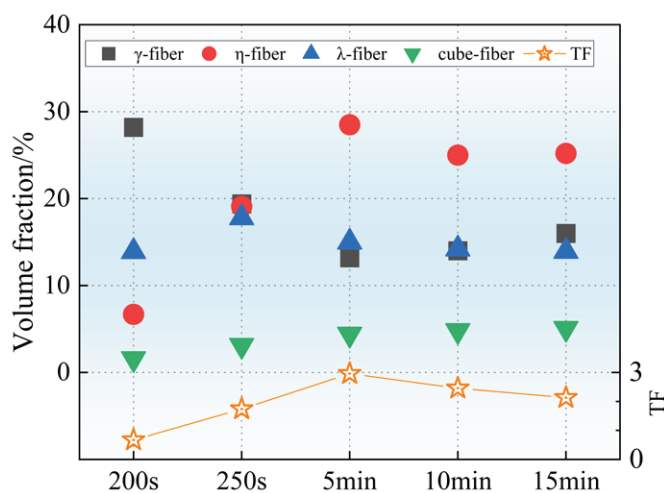 40
γ-fiber η-fiber λ-fiber cube-fiber TF
30
20
10
0
Volume fraction/%
3
0
TF
200s 250s 5min 10min 15min